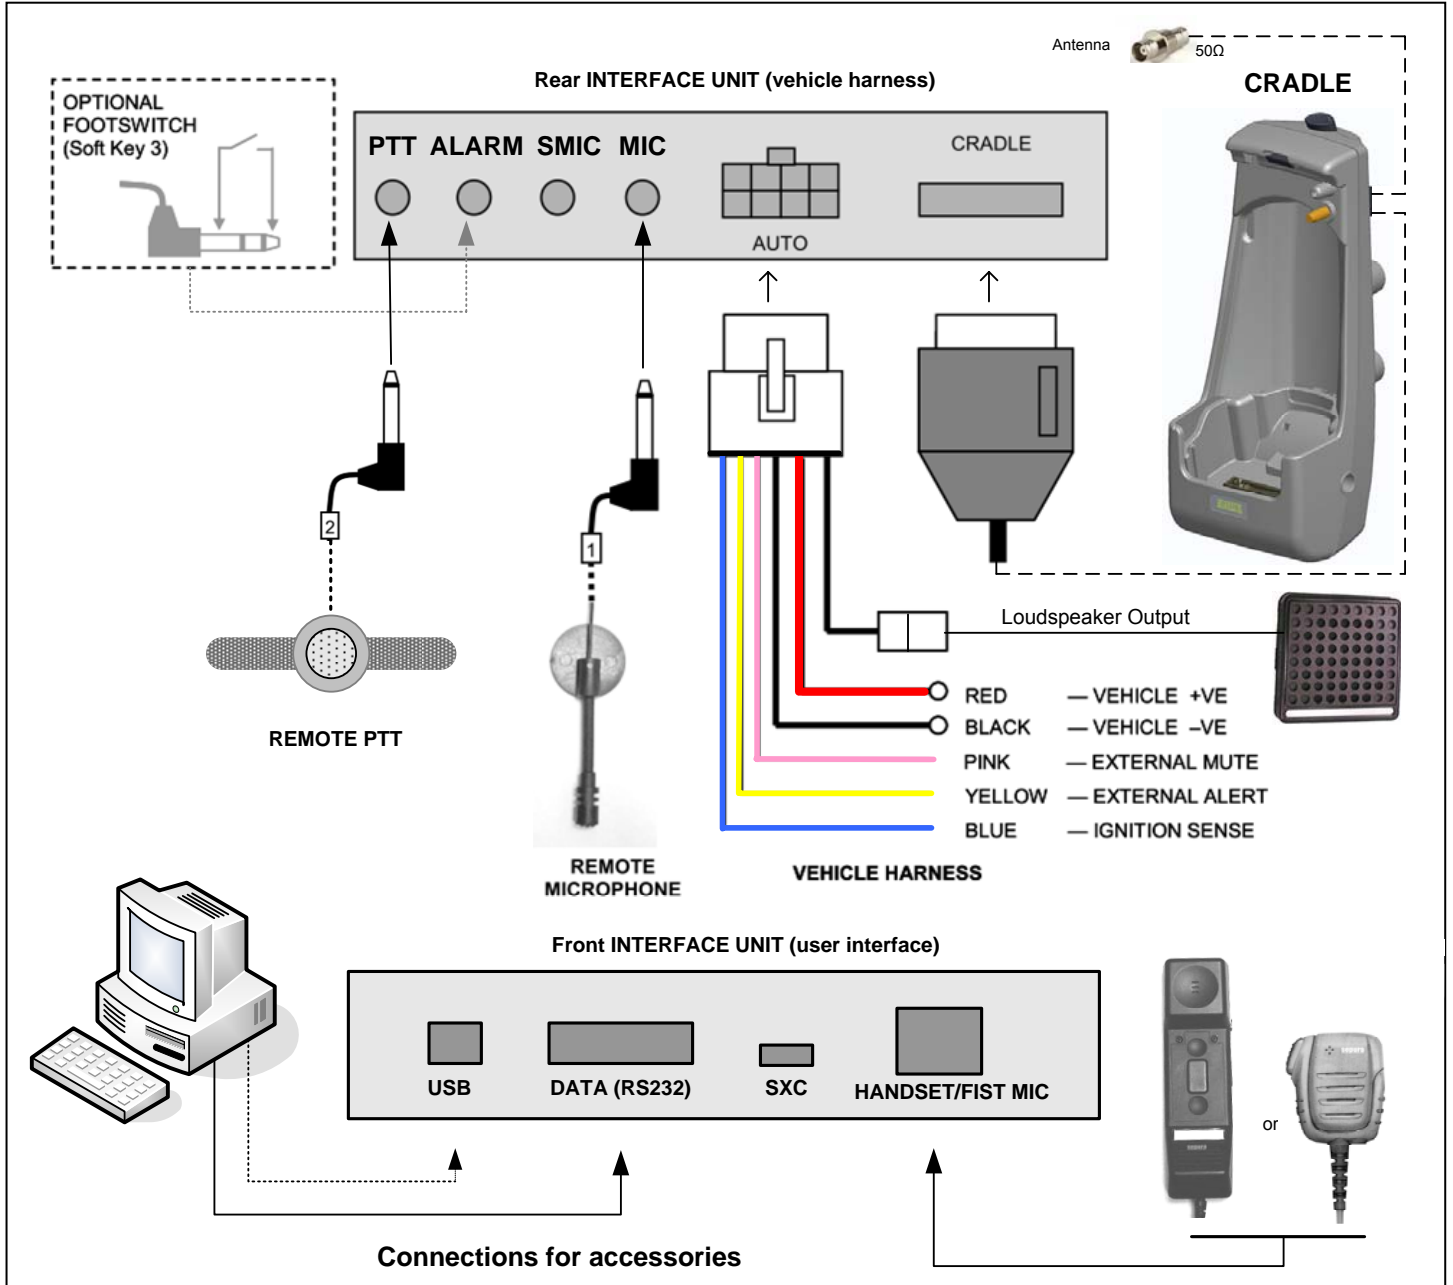 Antenna
50Ω
Rear INTERFACE UNIT (vehicle harness)
CRADLE
OPTIONAL
FOOTSWITCH
(Soft Key 3)
PTT ALARM SMIC MIC
CRADLE
AUTO
2
1
Loudspeaker Output
RED — VEHICLE +VE
BLACK — VEHICLE –VE
PINK — EXTERNAL MUTE
YELLOW — EXTERNAL ALERT
BLUE — IGNITION SENSE
REMOTE PTT
REMOTE
MICROPHONE
VEHICLE HARNESS
Front INTERFACE UNIT (user interface)
USB
DATA (RS232)
SXC
HANDSET/FIST MIC
or
Connections for accessories